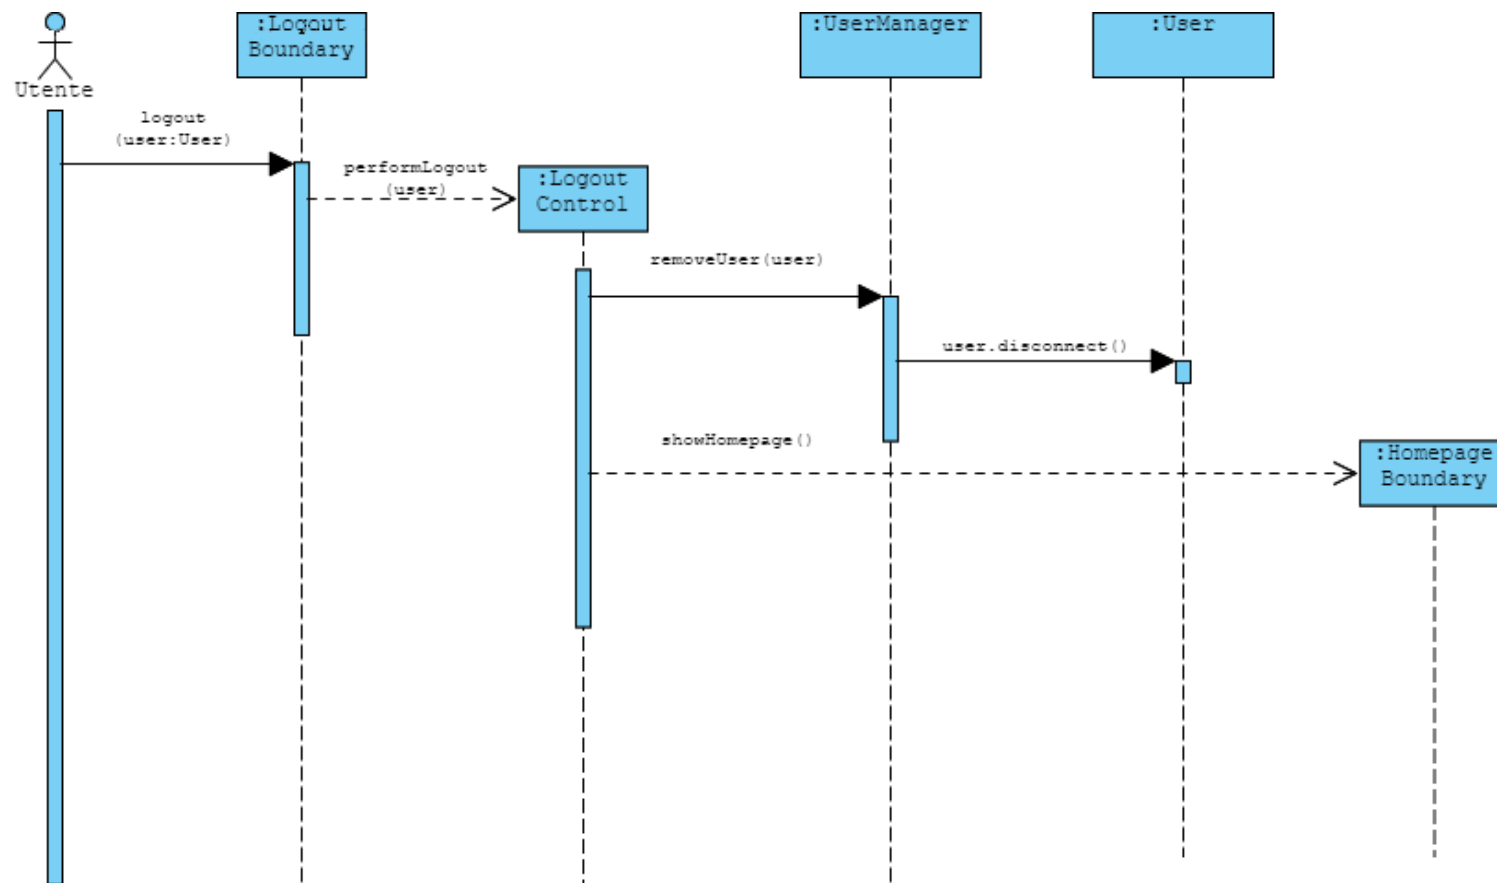 :Logout
Boundary
:UserManager
:User
Utente
logout
(user:User)
performLogout
(user)
:Logout
Control
removeUser(user)
user.disconnect()
showHomepage()
:Homepage
Boundary